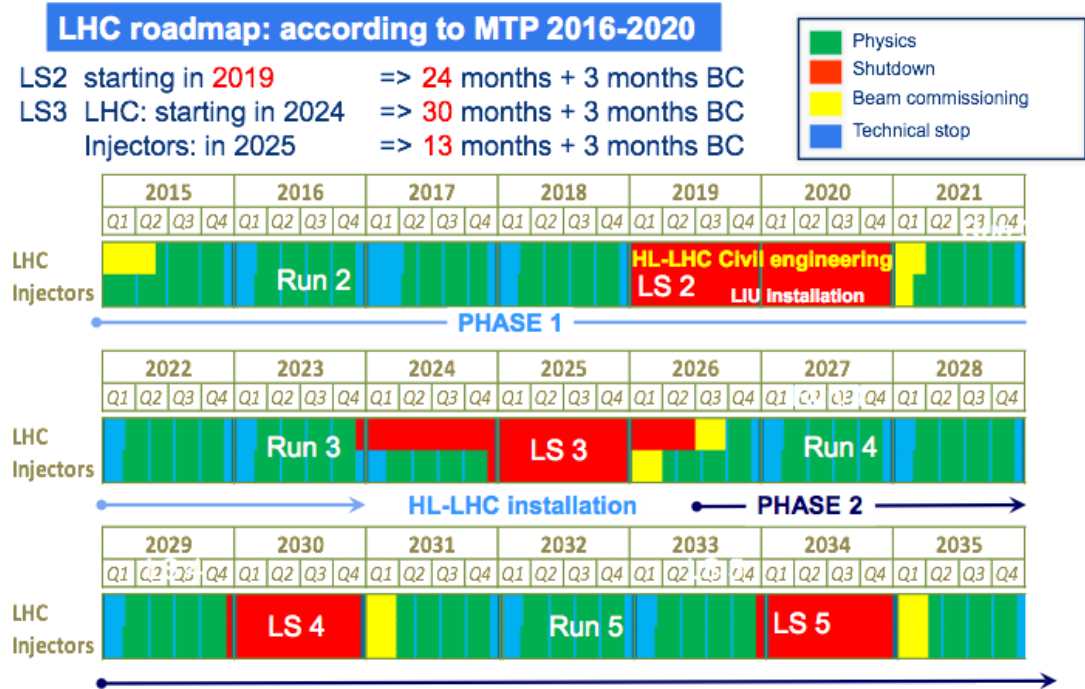 LHC roadmap: according to MTP 2016-2020
Physics
Shutdown
Beam commissioning
Technical stop
LS2 starting in 2019 => 24 months + 3 months BC
LS3 LHC: starting in 2024 => 30 months + 3 months BC
Injectors: in 2025 => 13 months + 3 months BC
2015 2016 2017 2018 2019 2020 2021
Q1 Q2 Q3 Q4 Q1 Q2 Q3 Q4 Q1 Q2 Q3 Q4 Q1 Q2 Q3 Q4 Q1 Q2 Q3 Q4 Q1 Q2 Q3 Q4 Q1 Q2 Q3 Q4
LHC HL-LHC Civil engineering
Injectors Run 2 LS 2 LIU Installation
PHASE 1
2022 2023 2024 2025 2026 2027 2028
Q1 Q2 Q3 Q4 Q1 Q2 Q3 Q4 Q1 Q2 Q3 Q4 Q1 Q2 Q3 Q4 Q1 Q2 Q3 Q4 Q1 Q2 Q3 Q4 Q1 Q2 Q3 Q4
LHC
Injectors Run 3 LS 3 Run 4
HL-LHC installation PHASE 2
2029 2030 2031 2032 2033 2034 2035
Q1 Q2 Q3 Q4 Q1 Q2 Q3 Q4 Q1 Q2 Q3 Q4 Q1 Q2 Q3 Q4 Q1 Q2 Q3 Q4 Q1 Q2 Q3 Q4 Q1 Q2 Q3 Q4
LHC
Injectors LS 4 Run 5 LS 5